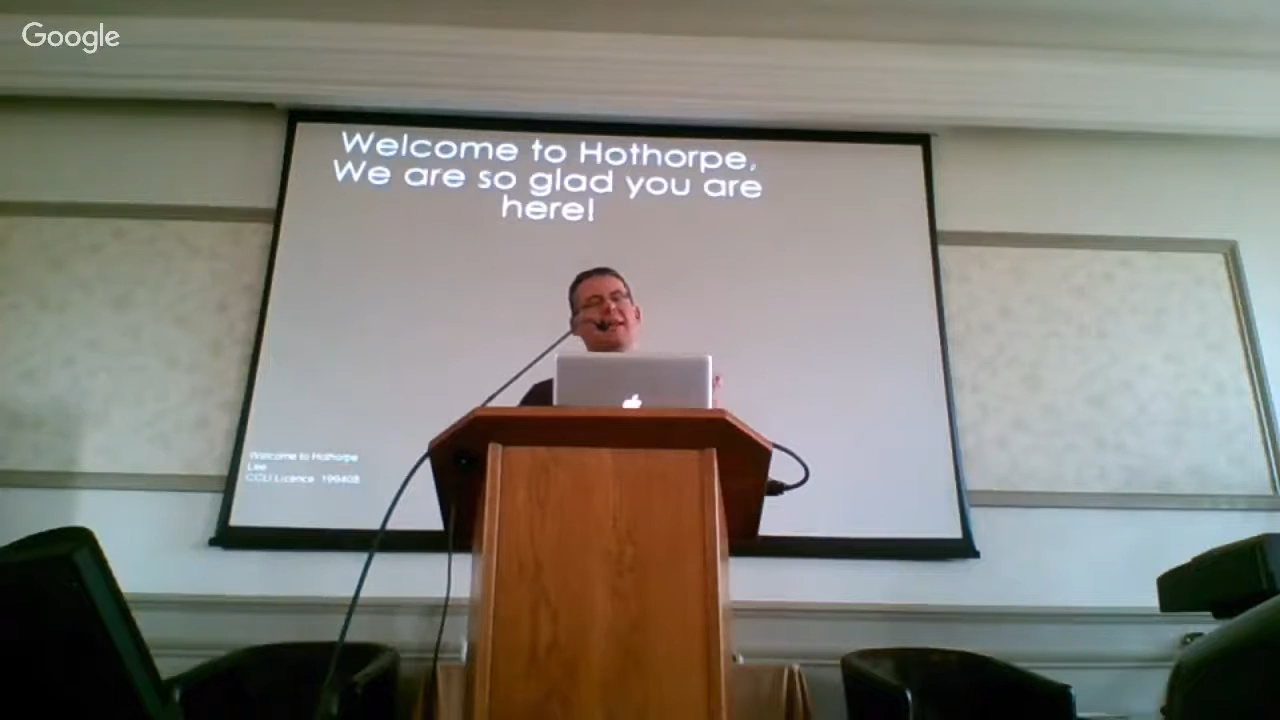 Google
Welcome to Hothorpe,
We are so glad you are
here!
Welcome to Hothorpe
Lee
CCLI Licence 199408